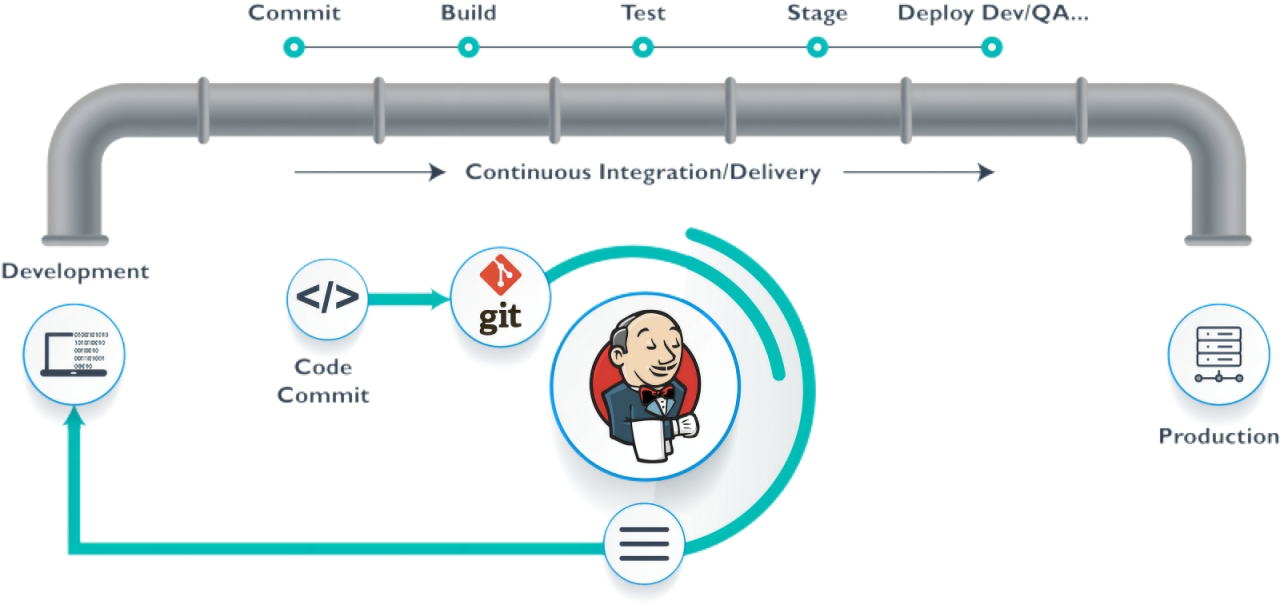 Commit Build Test Stage Deploy Dev/QA...
Continuous Integration/Delivery
Development
</>
git
Code
Commit
Production